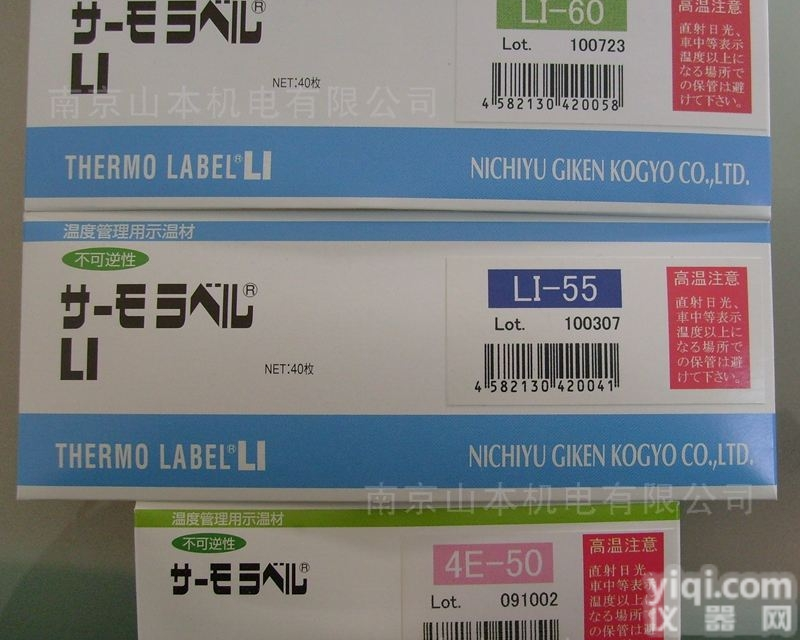 サーモラベル®
LI
NET:40枚
LI-60
Lot. 100723
4 582130 420058
高温注意
直射日光、
車中等表示
温度以上に
なる場所で
の保管は避
けて下さい。
南京山本机电有限公司
THERMO LABEL® LI
NICHIYU GIKEN KOGYO CO.,LTD.
温度管理用示温材
不可逆性
サーモラベル®
LI
NET:40枚
LI-55
Lot. 100307
4 582130 420041
高温注意
直射日光、
車中等表示
温度以上に
なる場所で
の保管は避
けて下さい。
THERMO LABEL® LI
NICHIYU GIKEN KOGYO CO.,LTD.
南京山本机电有限公司
温度管理用示温材
不可逆性
サーモラベル®
4E-50
Lot. 091002
高温注意
直射日光、
車中等表示
温度以上に
なる場所で
yiqi.com
仪器网